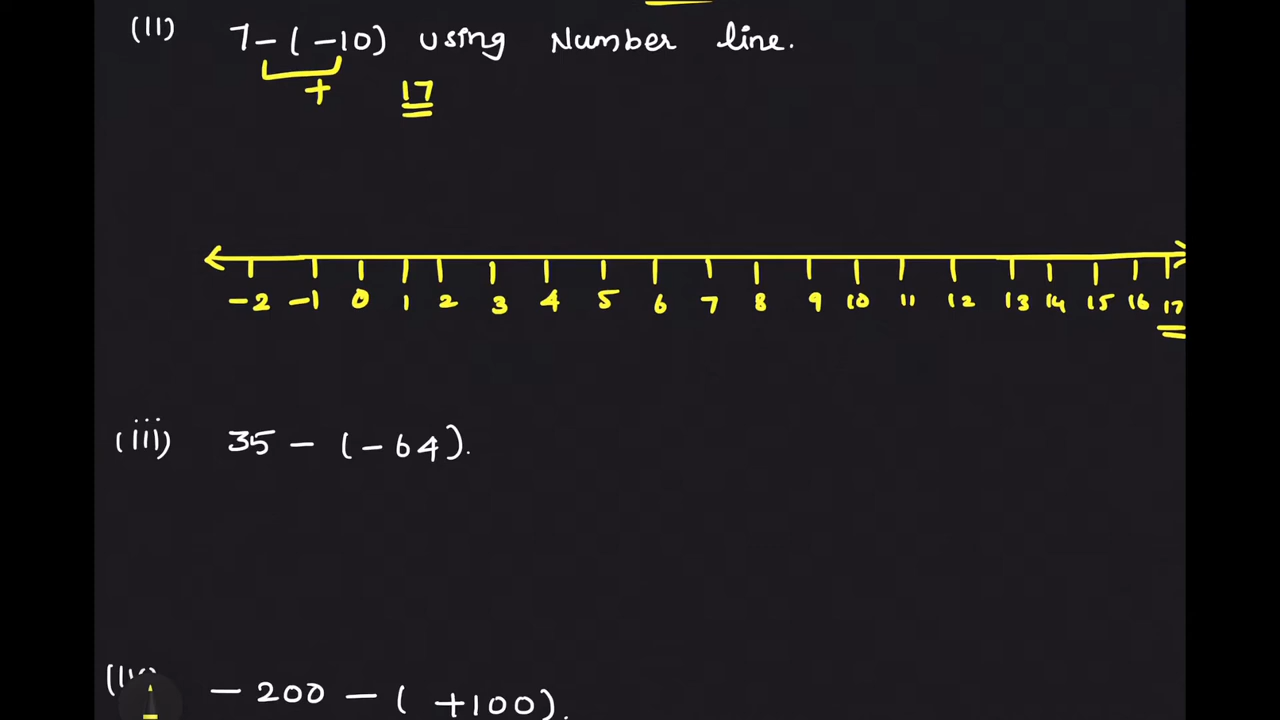 (ii) 7 - ( -10) using Number line.
+ 17
-2 -1 0 1 2 3 4 5 6 7 8 9 10 11 12 13 14 15 16 17
(iii) 35 - (-64).
- 200 - ( +100).